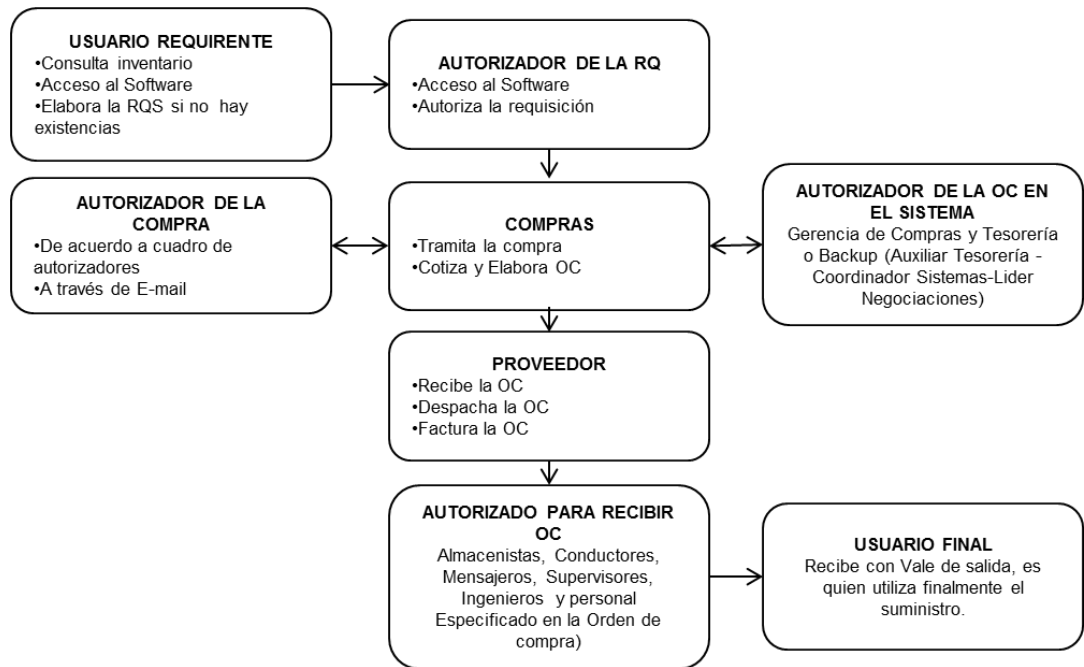 USUARIO REQUIRENTE
•Consulta inventario
•Acceso al Software
•Elabora la RQS si no hay
existencias
AUTORIZADOR DE LA RQ
•Acceso al Software
•Autoriza la requisición
AUTORIZADOR DE LA
COMPRA
•De acuerdo a cuadro de
autorizadores
•A través de E-mail
COMPRAS
•Tramita la compra
•Cotiza y Elabora OC
AUTORIZADOR DE LA OC EN
EL SISTEMA
Gerencia de Compras y Tesorería
o Backup (Auxiliar Tesorería -
Coordinador Sistemas-Lider
Negociaciones)
PROVEEDOR
•Recibe la OC
•Despacha la OC
•Factura la OC
AUTORIZADO PARA RECIBIR
OC
Almacenistas, Conductores,
Mensajeros, Supervisores,
Ingenieros y personal
Especificado en la Orden de
compra)
USUARIO FINAL
Recibe con Vale de salida, es
quien utiliza finalmente el
suministro.